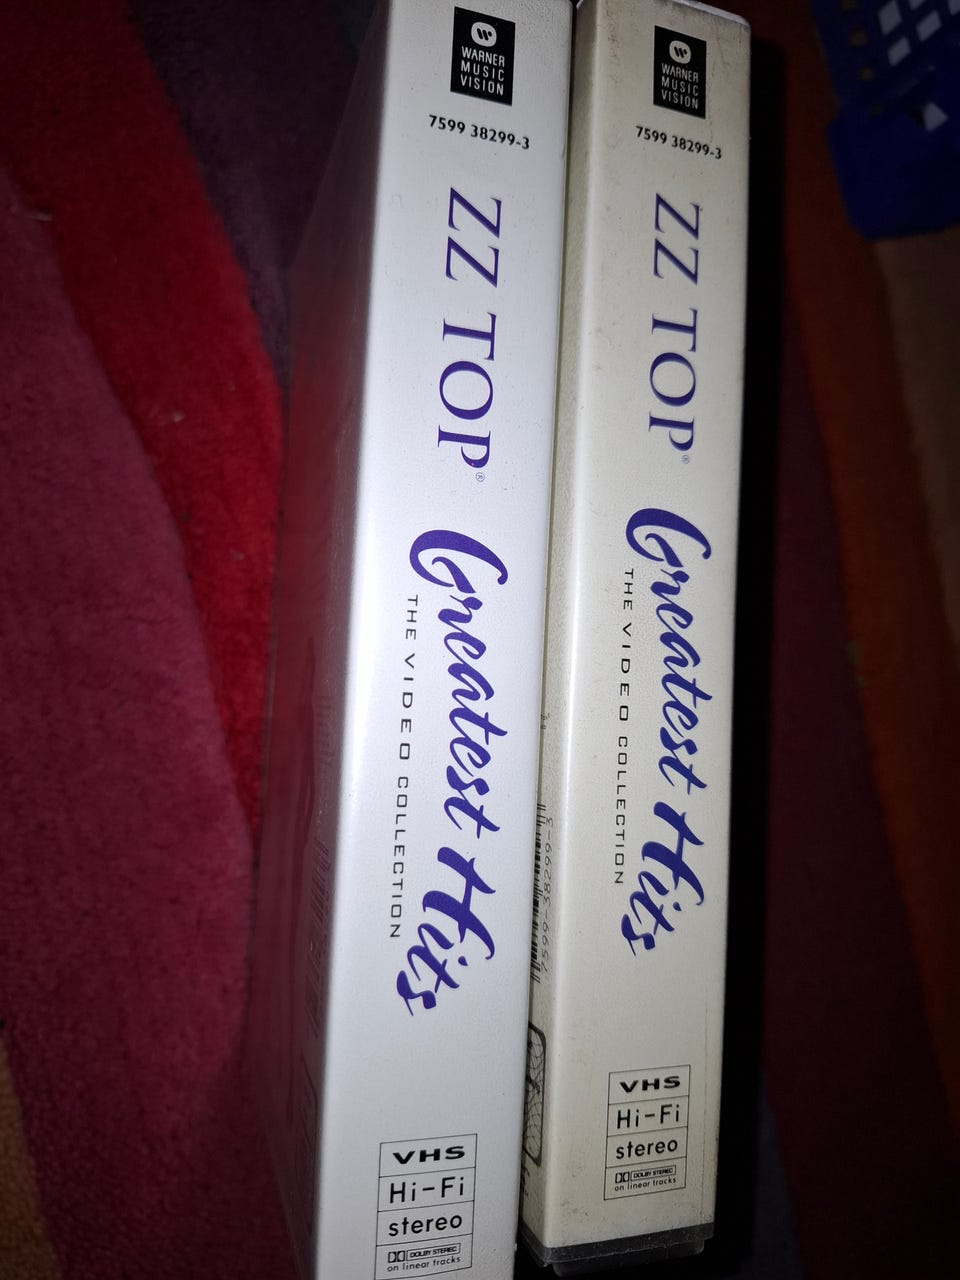 WARNER
MUSIC
VISION
7599 38299-3
ZZ TOP®
Greatest Hits
THE VIDEO COLLECTION
VHS
Hi-Fi
stereo
DOLBY STEREO
on linear tracks
WARNER
MUSIC
VISION
7599 38299-3
ZZ TOP®
Greatest Hits
THE VIDEO COLLECTION
VHS
Hi-Fi
stereo
DOLBY STEREO
on linear tracks
7599-38299-3